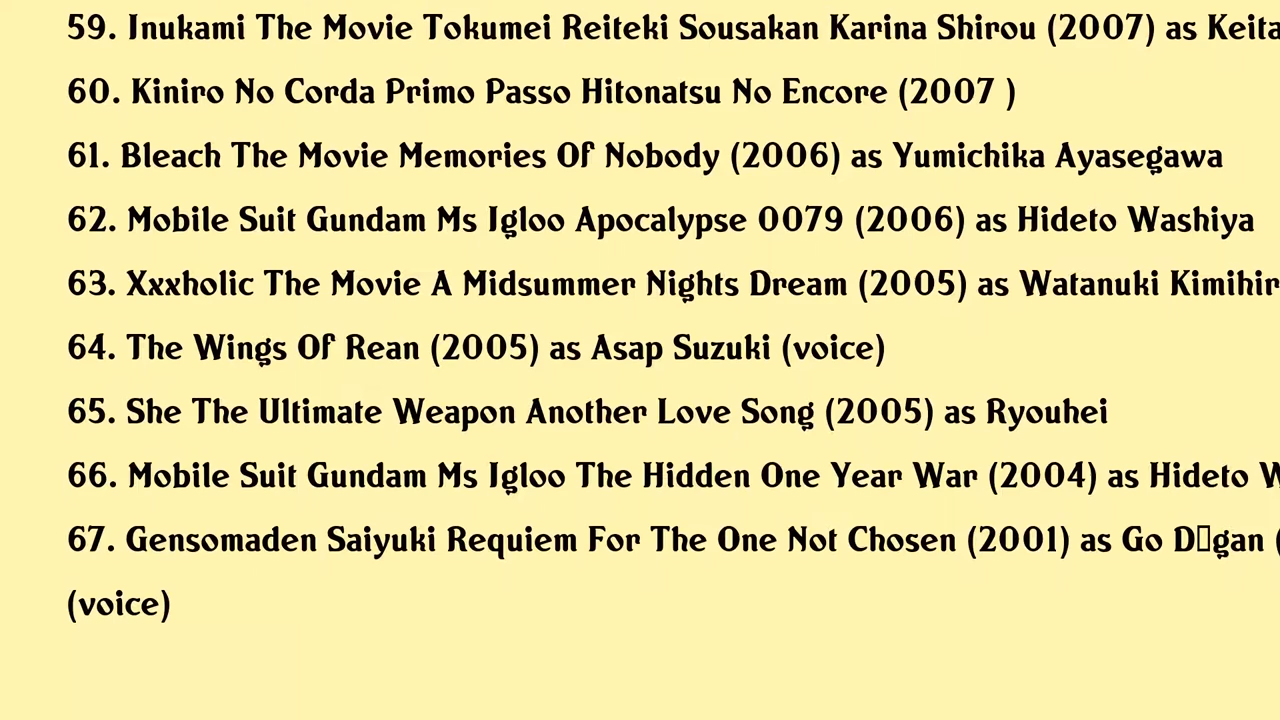 59. Inukami The Movie Tokumei Reiteki Sousakan Karina Shirou (2007) as Keita
60. Kiniro No Corda Primo Passo Hitonatsu No Encore (2007 )
61. Bleach The Movie Memories Of Nobody (2006) as Yumichika Ayasegawa
62. Mobile Suit Gundam Ms Igloo Apocalypse 0079 (2006) as Hideto Washiya
63. Xxxholic The Movie A Midsummer Nights Dream (2005) as Watanuki Kimihir
64. The Wings Of Rean (2005) as Asap Suzuki (voice)
65. She The Ultimate Weapon Another Love Song (2005) as Ryouhei
66. Mobile Suit Gundam Ms Igloo The Hidden One Year War (2004) as Hideto W
67. Gensomaden Saiyuki Requiem For The One Not Chosen (2001) as Go D▯gan (
(voice)